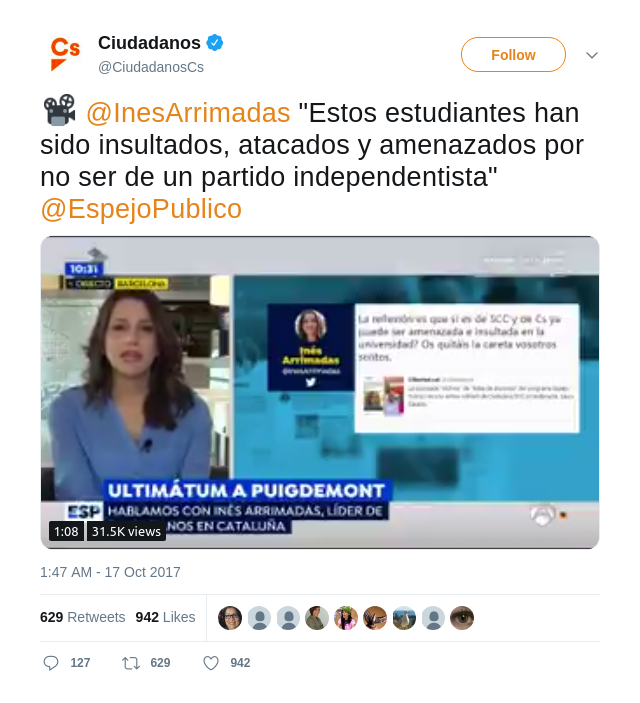 Cs
Ciudadanos
@CiudadanosCs
Follow
@InesArrimadas "Estos estudiantes han
sido insultados, atacados y amenazados por
no ser de un partido independentista"
@EspejoPublico
10:31
DIRECTO BARCELONA
Inés
Arrimadas
@InesArrimadas
La reflexión es que si es de SCC y de Cs ya
puede ser amenazada e insultada en la
universidad? Os quitáis la careta vosotros
solitos.
ULTIMÁTUM A PUIGDEMONT
ESP HABLAMOS CON INÉS ARRIMADAS, LÍDER DE
NOS EN CATALUÑA
1:08 31.5K views
1:47 AM - 17 Oct 2017
629 Retweets 942 Likes
127 629 942